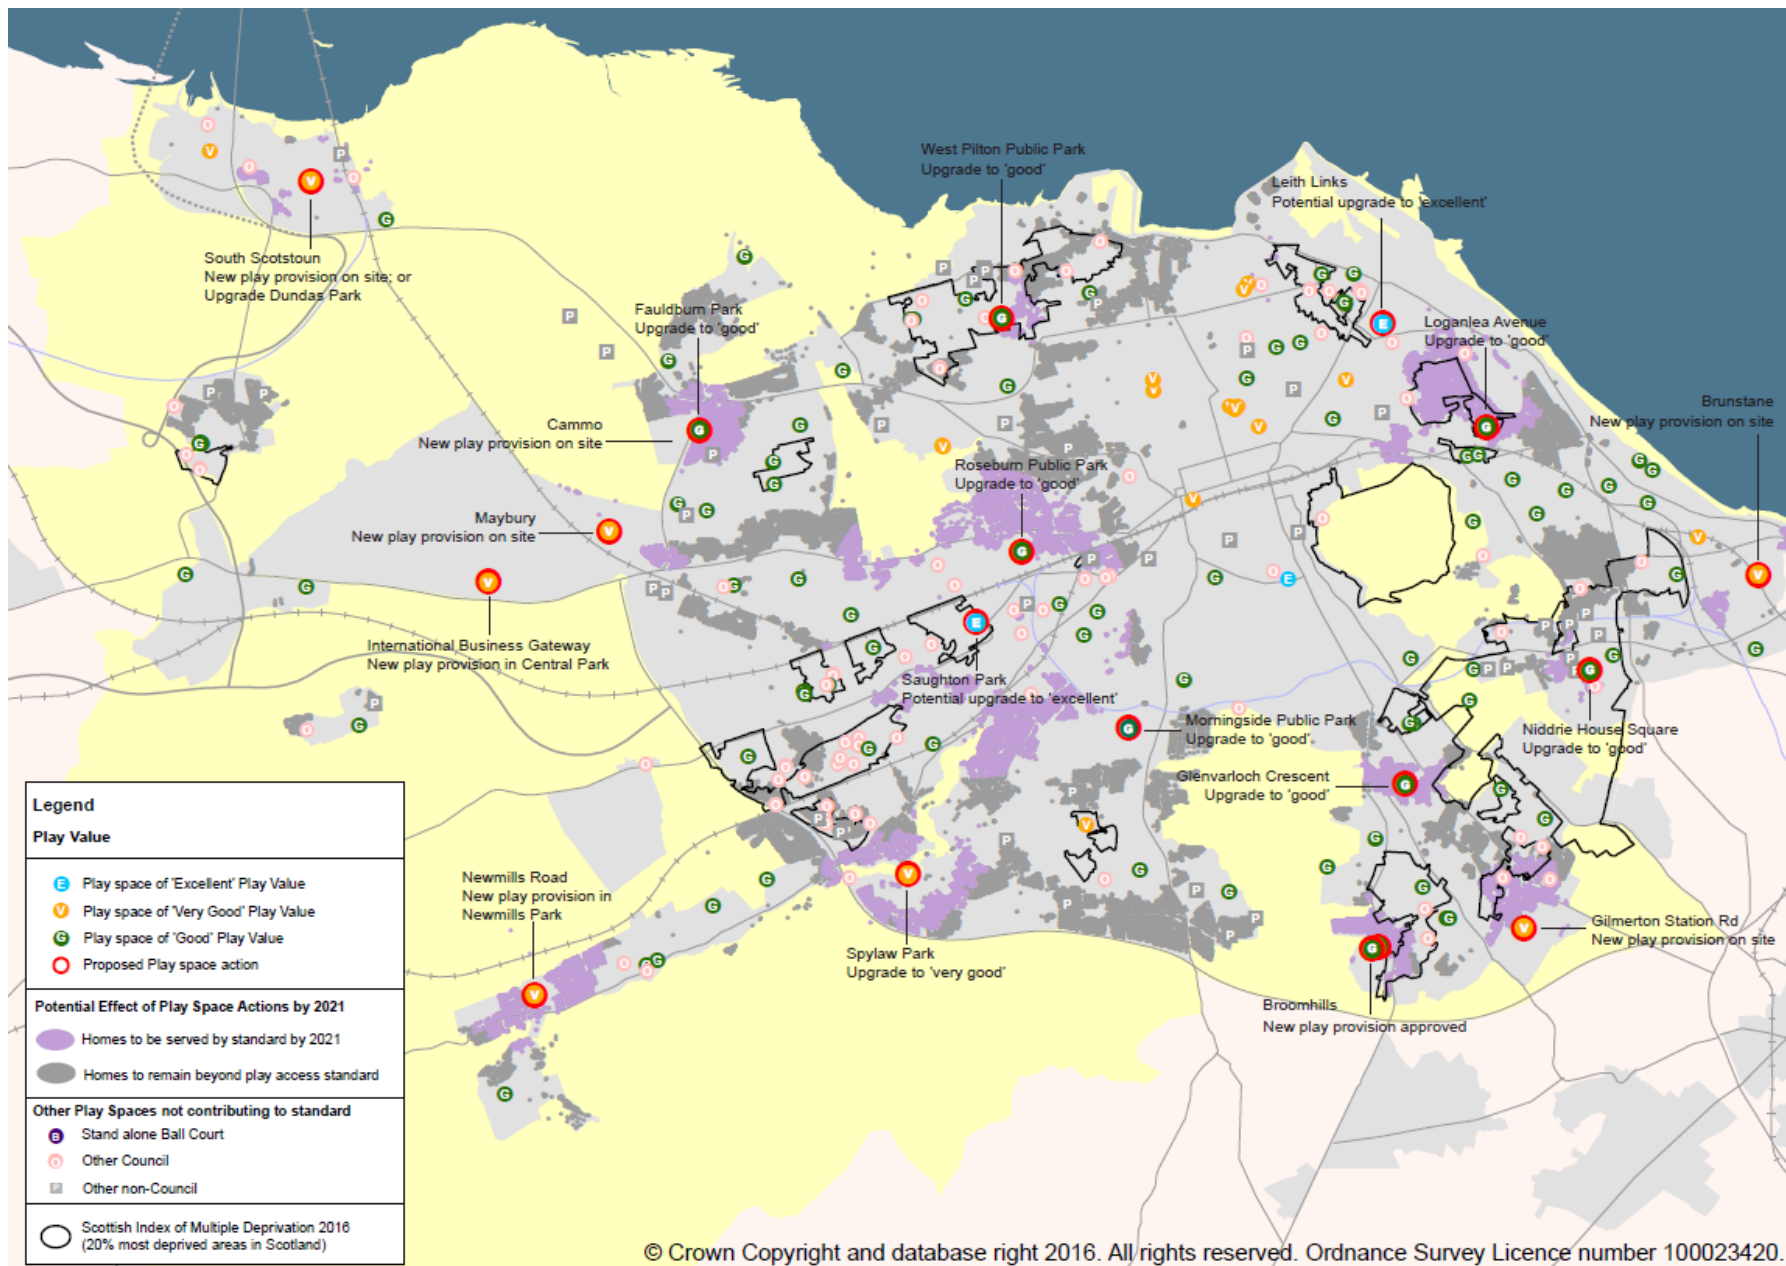 West Pilton Public Park
Upgrade to 'good'
Leith Links
Potential upgrade to 'excellent'
South Scotstoun
New play provision on site; or
Upgrade Dundas Park
Fauldburn Park
Upgrade to 'good'
Loganlea Avenue
Upgrade to 'good'
Brunstane
New play provision on site
Cammo
New play provision on site
Roseburn Public Park
Upgrade to 'good'
Maybury
New play provision on site
International Business Gateway
New play provision in Central Park
Saughton Park
Potential upgrade to 'excellent'
Morningside Public Park
Upgrade to 'good'
Niddrie House Square
Upgrade to 'good'
Glenvarloch Crescent
Upgrade to 'good'
Newmills Road
New play provision in
Newmills Park
Spylaw Park
Upgrade to 'very good'
Gilmerton Station Rd
New play provision on site
Broomhills
New play provision approved
Legend
Play Value
E Play space of 'Excellent' Play Value
V Play space of 'Very Good' Play Value
G Play space of 'Good' Play Value
Proposed Play space action
Potential Effect of Play Space Actions by 2021
Homes to be served by standard by 2021
Homes to remain beyond play access standard
Other Play Spaces not contributing to standard
B Stand alone Ball Court
O Other Council
P Other non-Council
Scottish Index of Multiple Deprivation 2016
(20% most deprived areas in Scotland)
© Crown Copyright and database right 2016. All rights reserved. Ordnance Survey Licence number 100023420.